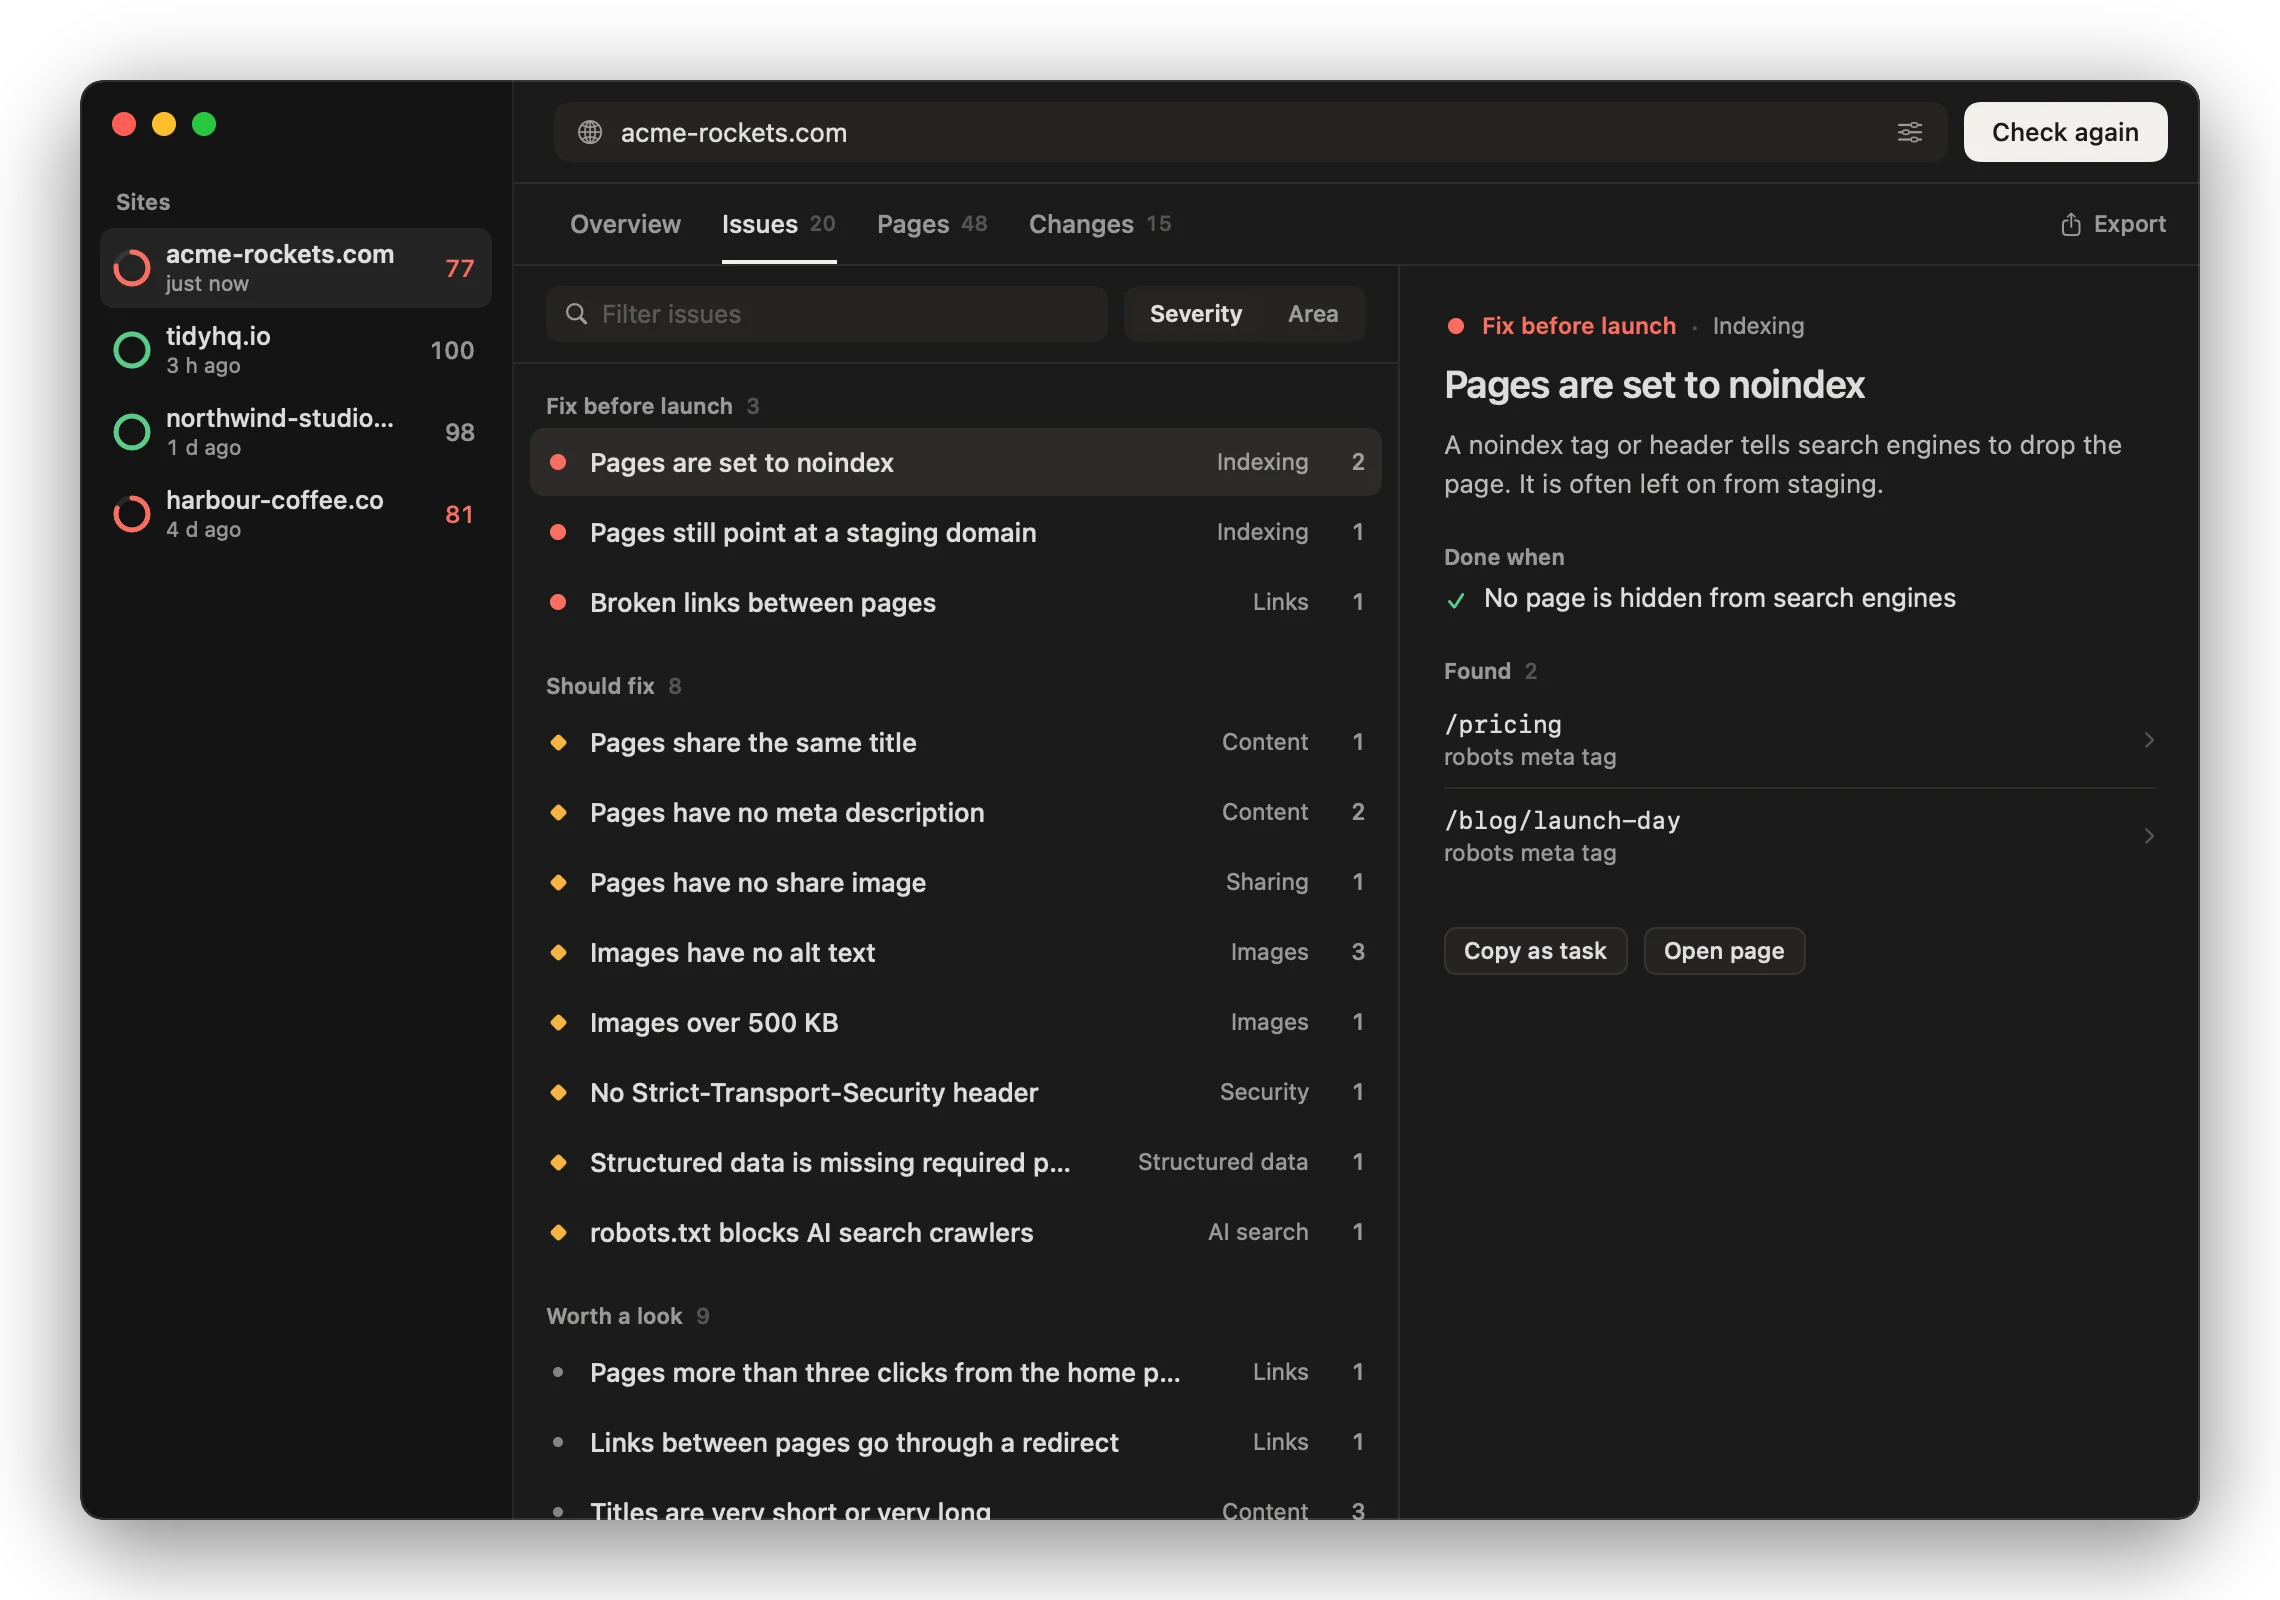 Sites
acme-rockets.com
just now
77
tidyhq.io
3 h ago
100
northwind-studio...
1 d ago
98
harbour-coffee.co
4 d ago
81
acme-rockets.com
Check again
Overview
Issues 20
Pages 48
Changes 15
Export
Filter issues
Severity
Area
Fix before launch 3
Pages are set to noindex Indexing 2
Pages still point at a staging domain Indexing 1
Broken links between pages Links 1
Should fix 8
Pages share the same title Content 1
Pages have no meta description Content 2
Pages have no share image Sharing 1
Images have no alt text Images 3
Images over 500 KB Images 1
No Strict-Transport-Security header Security 1
Structured data is missing required p... Structured data 1
robots.txt blocks AI search crawlers AI search 1
Worth a look 9
Pages more than three clicks from the home p... Links 1
Links between pages go through a redirect Links 1
Titles are very short or very long Content 3
Fix before launch · Indexing
Pages are set to noindex
A noindex tag or header tells search engines to drop the
page. It is often left on from staging.
Done when
No page is hidden from search engines
Found 2
/pricing
robots meta tag
/blog/launch-day
robots meta tag
Copy as task
Open page